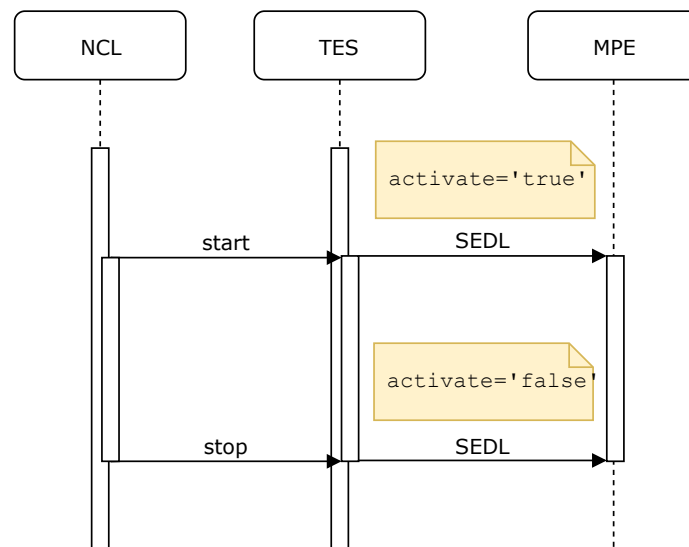 NCL
TES
MPE
activate='true'
start
SEDL
activate='false'
stop
SEDL